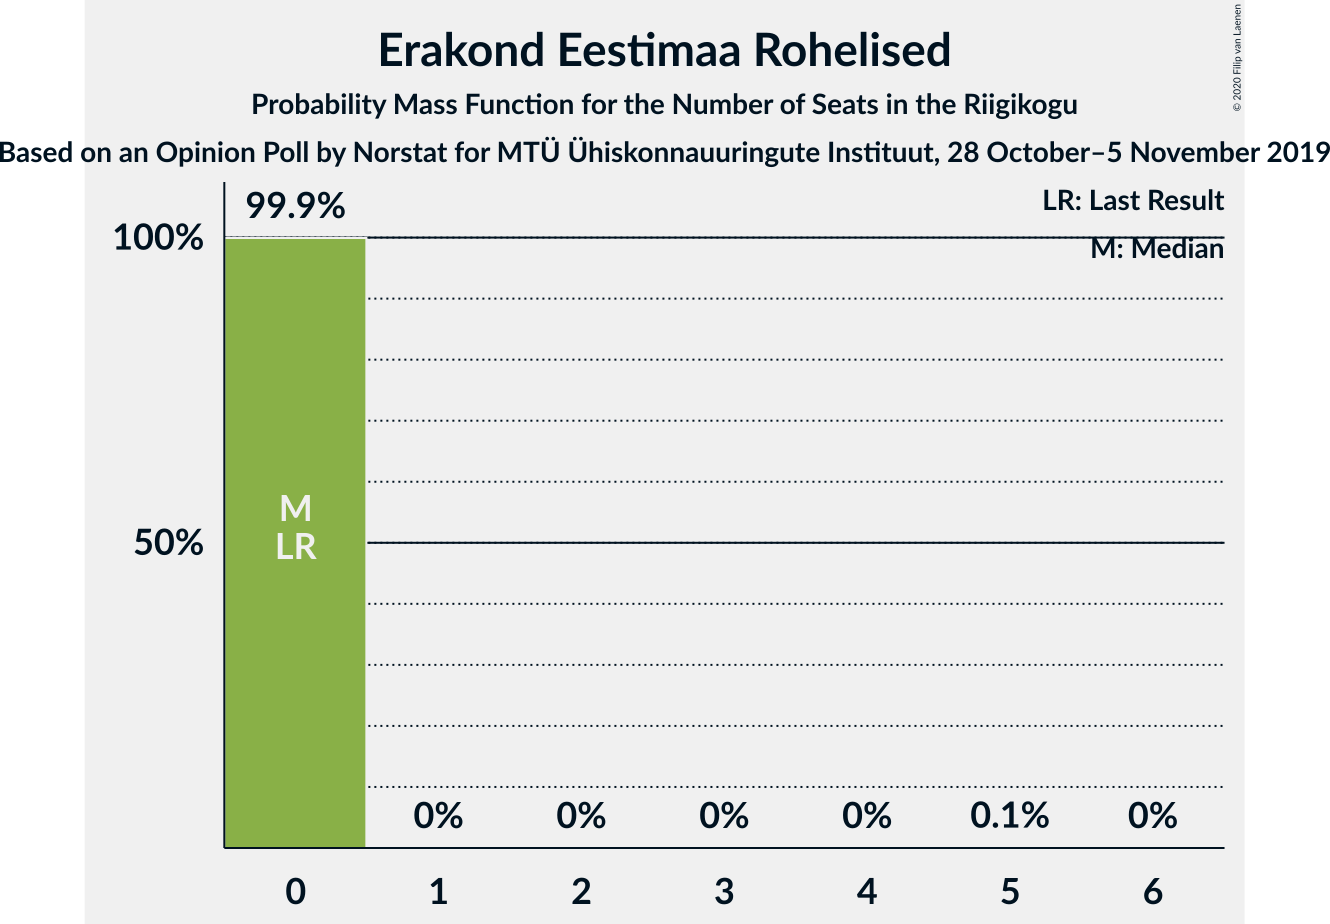 Erakond Eestimaa Rohelised
Probability Mass Function for the Number of Seats in the Riigikogu
Based on an Opinion Poll by Norstat for MTÜ Ühiskonnauuringute Instituut, 28 October–5 November 2019
© 2020 Filip van Laenen
LR: Last Result
M: Median
99.9%
100%
50%
M
LR
0% 0% 0% 0% 0.1% 0%
0 1 2 3 4 5 6